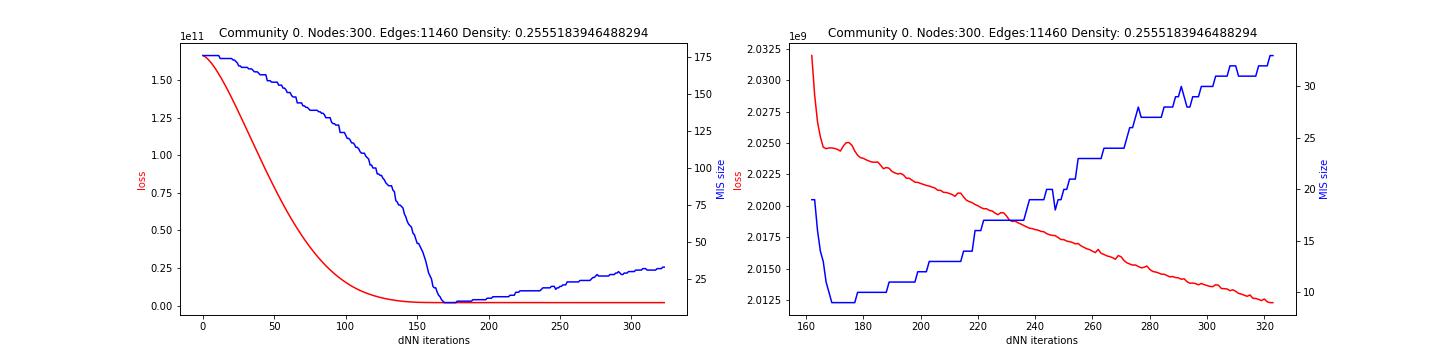 Community 0. Nodes:300. Edges:11460 Density: 0.2555183946488294
1e11
1.50
1.25
1.00
0.75
0.50
0.25
0.00
loss
175
150
125
100
75
50
25
MIS size
0 50 100 150 200 250 300
dNN iterations
Community 0. Nodes:300. Edges:11460 Density: 0.2555183946488294
1e9
2.0325
2.0300
2.0275
2.0250
2.0225
2.0200
2.0175
2.0150
2.0125
loss
30
25
20
15
10
MIS size
160 180 200 220 240 260 280 300 320
dNN iterations